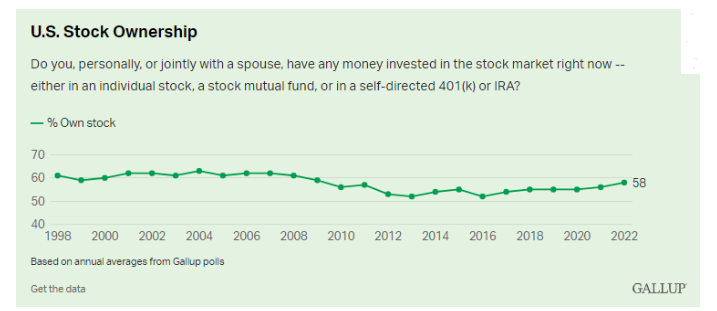 U.S. Stock Ownership
Do you, personally, or jointly with a spouse, have any money invested in the stock market right now --
either in an individual stock, a stock mutual fund, or in a self-directed 401(k) or IRA?
% Own stock
70
60
58
50
40
1998 2000 2002 2004 2006 2008 2010 2012 2014 2016 2018 2020 2022
Based on annual averages from Gallup polls
Get the data
GALLUP